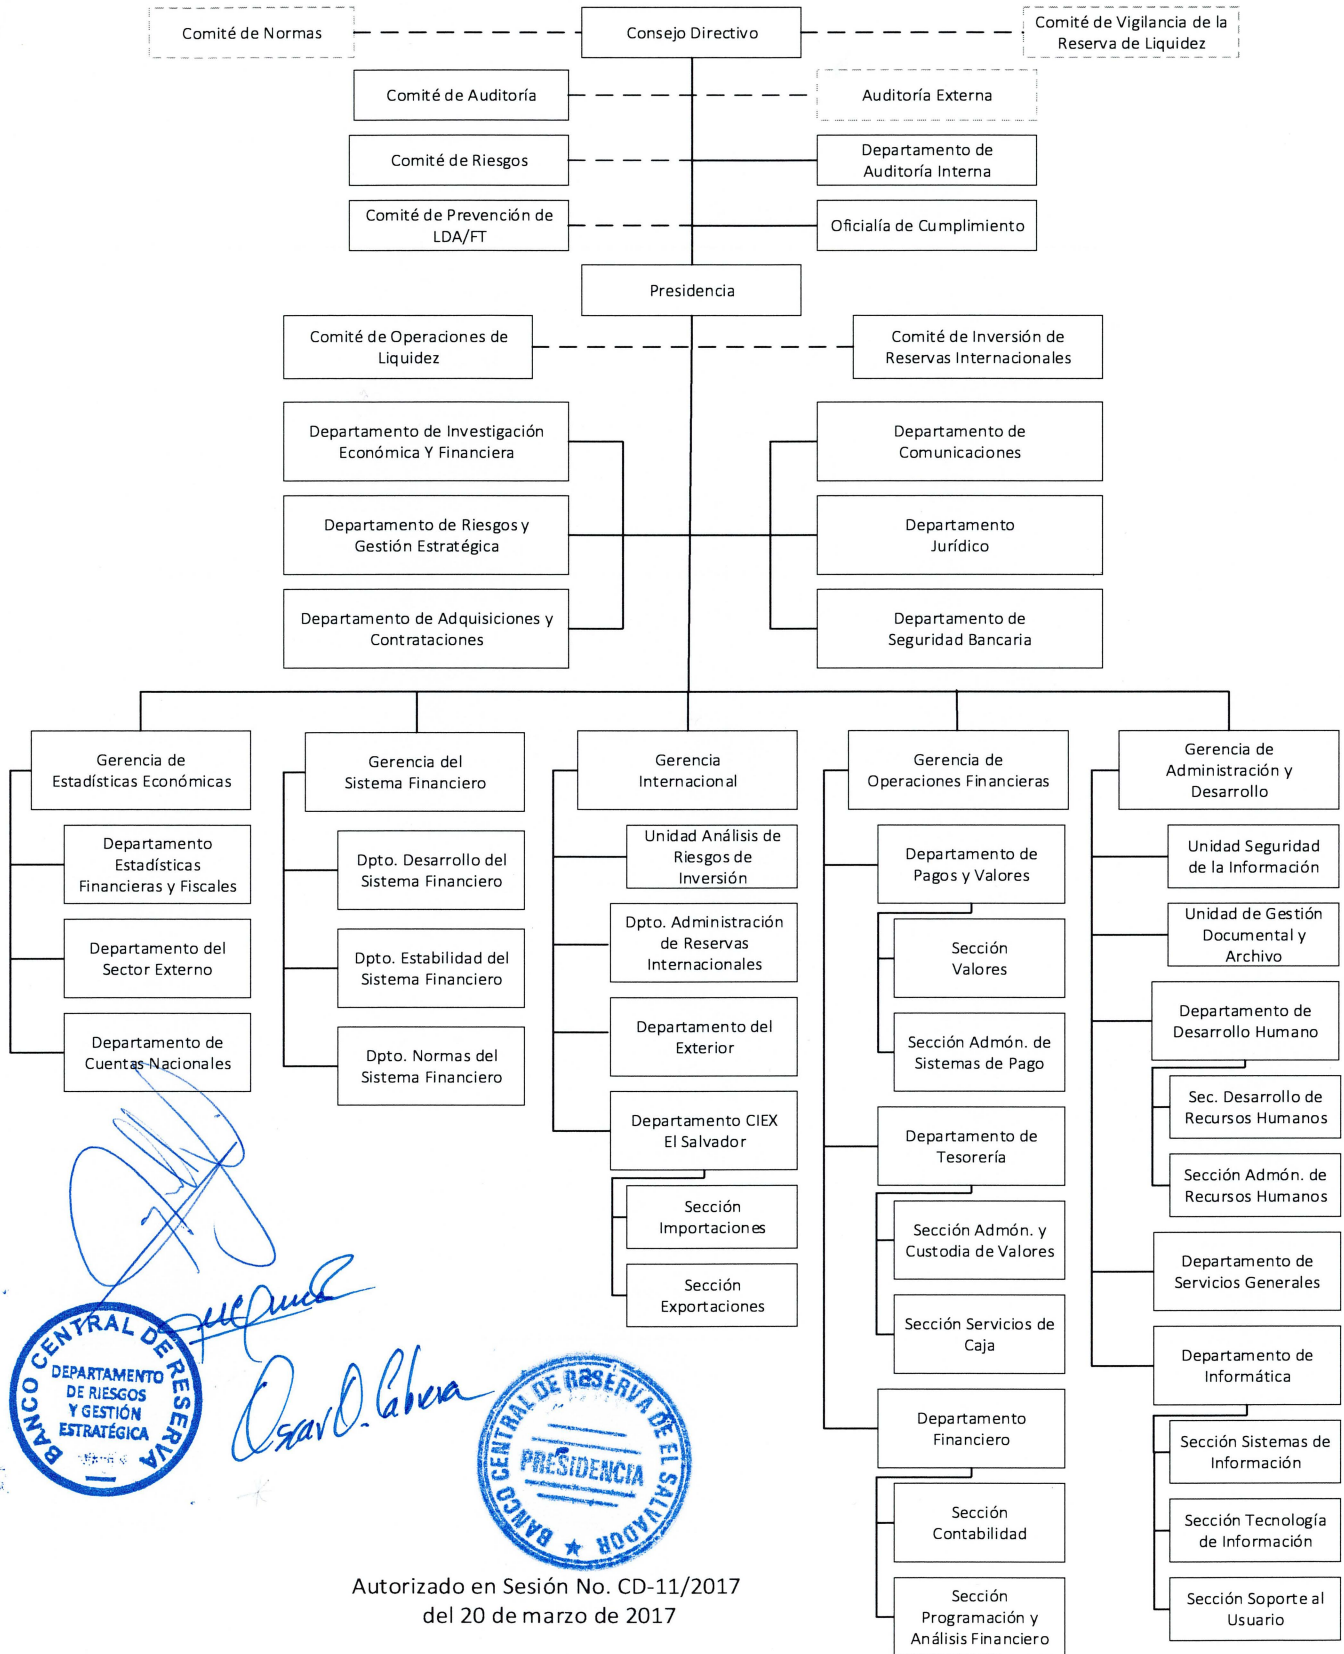 Comité de Normas
Consejo Directivo
Comité de Vigilancia de la
Reserva de Liquidez
Comité de Auditoría
Auditoría Externa
Comité de Riesgos
Departamento de
Auditoría Interna
Comité de Prevención de
LDA/FT
Oficialía de Cumplimiento
Presidencia
Comité de Operaciones de
Liquidez
Comité de Inversión de
Reservas Internacionales
Departamento de Investigación
Económica Y Financiera
Departamento de
Comunicaciones
Departamento de Riesgos y
Gestión Estratégica
Departamento
Jurídico
Departamento de Adquisiciones y
Contrataciones
Departamento de
Seguridad Bancaria
Gerencia de
Estadísticas Económicas
Departamento
Estadísticas
Financieras y Fiscales
Departamento del
Sector Externo
Departamento de
Cuentas Nacionales
Gerencia del
Sistema Financiero
Dpto. Desarrollo del
Sistema Financiero
Dpto. Estabilidad del
Sistema Financiero
Dpto. Normas del
Sistema Financiero
Gerencia
Internacional
Unidad Análisis de
Riesgos de
Inversión
Dpto. Administración
de Reservas
Internacionales
Departamento del
Exterior
Departamento CIEX
El Salvador
Sección
Importaciones
Sección
Exportaciones
Gerencia de
Operaciones Financieras
Departamento de
Pagos y Valores
Sección
Valores
Sección Admón. de
Sistemas de Pago
Departamento de
Tesorería
Sección Admón. y
Custodia de Valores
Sección Servicios de
Caja
Departamento
Financiero
Sección
Contabilidad
Sección
Programación y
Análisis Financiero
Gerencia de
Administración y
Desarrollo
Unidad Seguridad
de la Información
Unidad de Gestión
Documental y
Archivo
Departamento de
Desarrollo Humano
Sec. Desarrollo de
Recursos Humanos
Sección Admón. de
Recursos Humanos
Departamento de
Servicios Generales
Departamento de
Informática
Sección Sistemas de
Información
Sección Tecnología
de Información
Sección Soporte al
Usuario
BANCO CENTRAL DE RESERVA
DEPARTAMENTO
DE RIESGOS
Y GESTIÓN
ESTRATÉGICA
Oscar O. Cabrera
BANCO CENTRAL DE RESERVA DE EL SALVADOR
PRESIDENCIA
Autorizado en Sesión No. CD-11/2017
del 20 de marzo de 2017